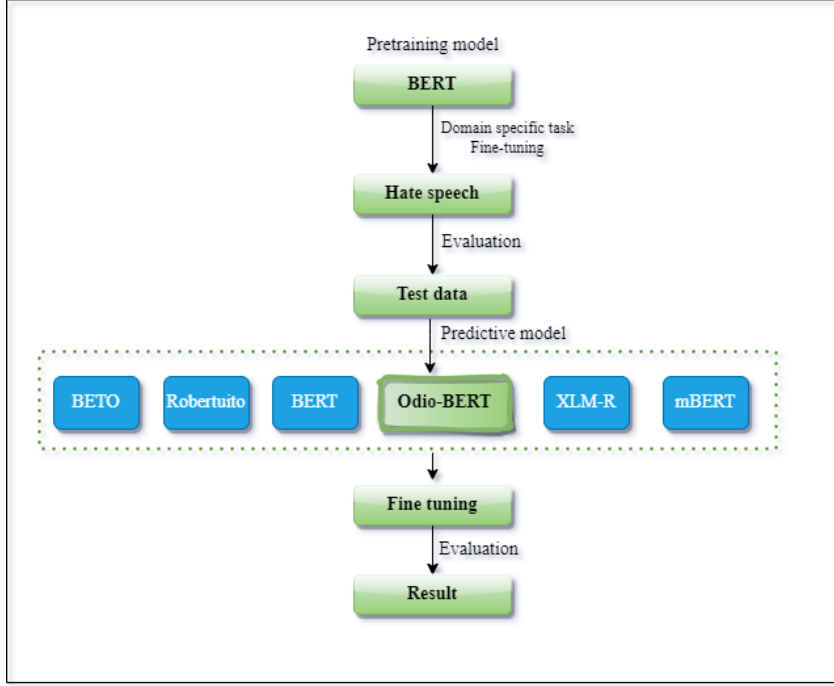 Pretraining model
BERT
Domain specific task
Fine-tuning
Hate speech
Evaluation
Test data
Predictive model
BETO Robertuito BERT Odio-BERT XLM-R mBERT
Fine tuning
Evaluation
Result